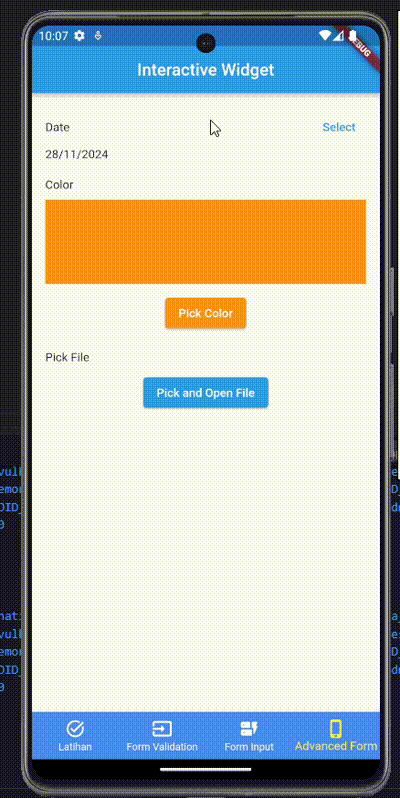 10:07
DEBUG
Interactive Widget
Date
Select
28/11/2024
Color
Pick Color
Pick File
Pick and Open File
Latihan
Form Validation
Form Input
Advanced Form